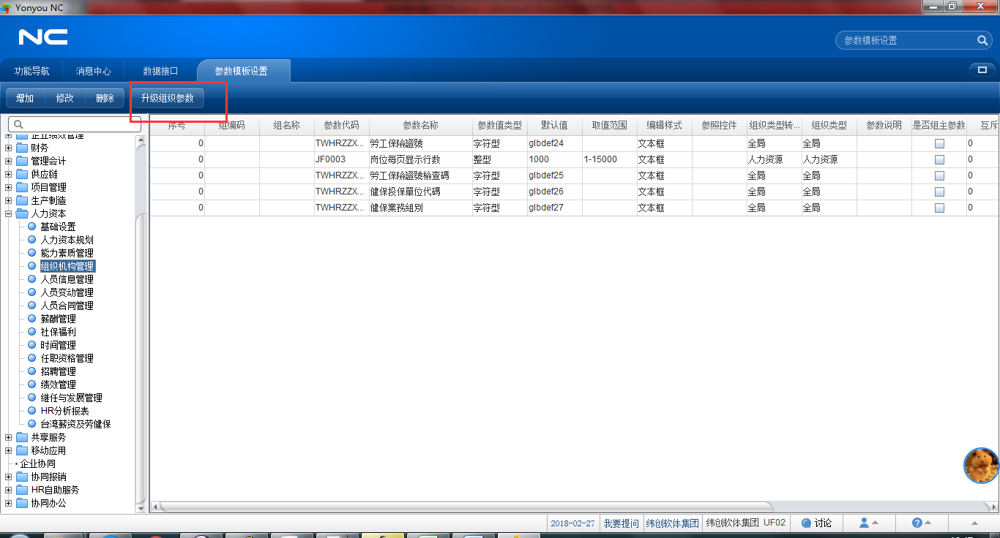 Yonyou NC
NC
参数模板设置
功能导航 消息中心 数据接口 参数模板设置
增加 修改 删除 升级组织参数
序号 组编码 组名称 参数代码 参数名称 参数值类型 默认值 取值范围 编辑样式 参照控件 组织类型转... 组织类型 参数说明 是否组主参数 互斥
0 TWHRZZX... 勞工保險證號 字符型 glbdef24 文本框 全局 全局 0
0 JF0003 岗位每页显示行数 整型 1000 1-15000 文本框 人力资源 人力资源 0
0 TWHRZZX... 勞工保險證號檢查碼 字符型 glbdef25 文本框 全局 全局 0
0 TWHRZZX... 健保投保單位代碼 字符型 glbdef26 文本框 全局 全局 0
0 TWHRZZX... 健保業務組別 字符型 glbdef27 文本框 全局 全局 0
企业绩效管理
财务
管理会计
供应链
项目管理
生产制造
人力资本
基础设置
人力资本规划
能力素质管理
组织机构管理
人员信息管理
人员变动管理
人员合同管理
薪酬管理
社保福利
时间管理
任职资格管理
招聘管理
绩效管理
继任与发展管理
HR分析报表
台湾薪资及劳健保
共享服务
移动应用
企业协同
协同报销
HR自助服务
协同办公
2018-02-27 我要提问 纬创软体集团 纬创软体集团 UF02 讨论